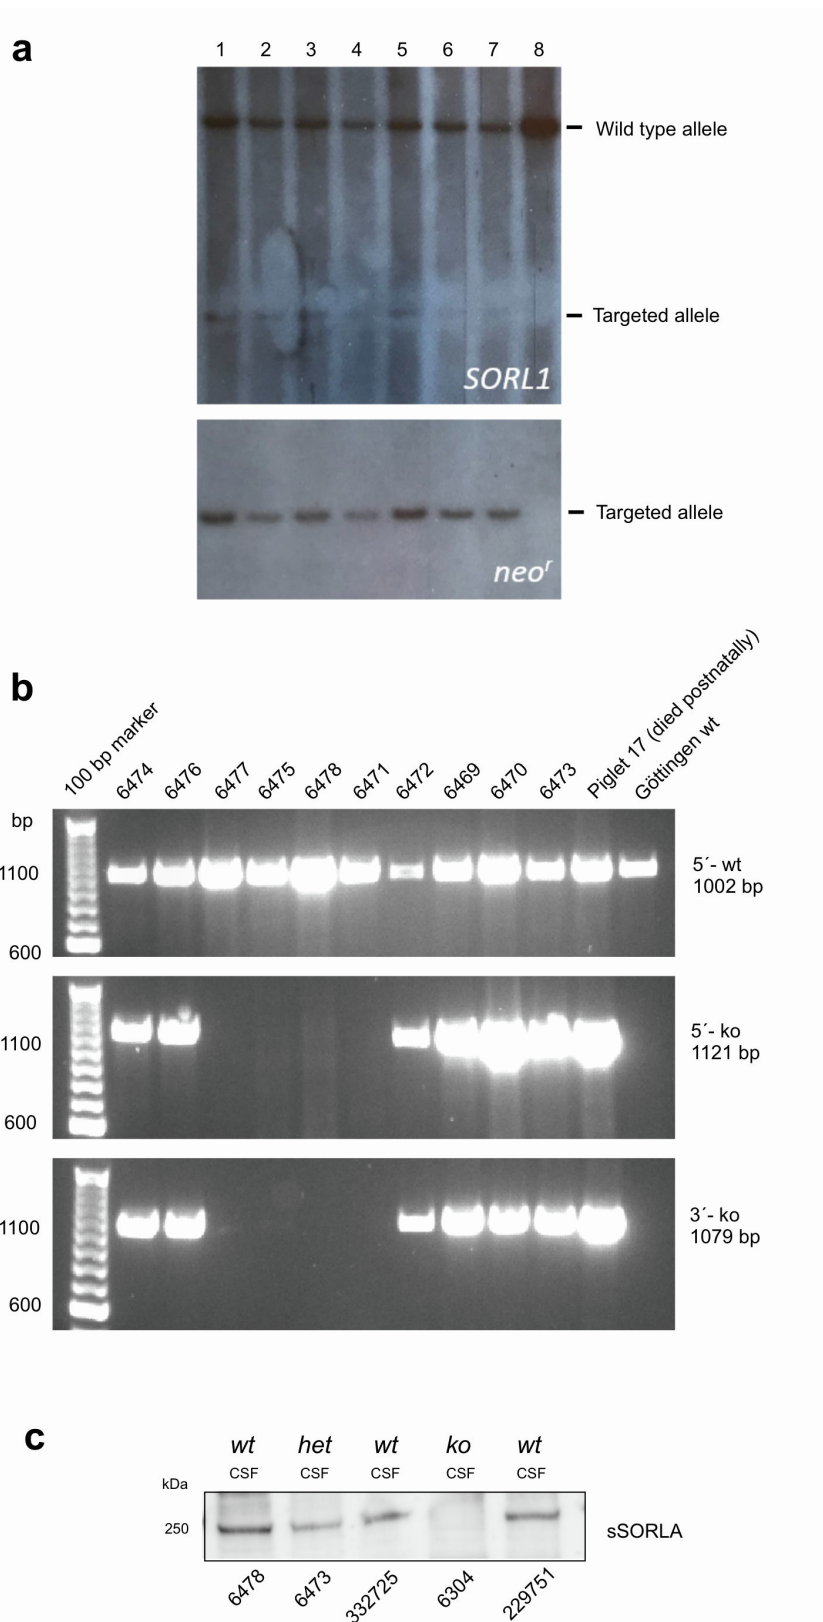 a
1 2 3 4 5 6 7 8
Wild type allele
Targeted allele
SORL1
Targeted allele
neoʳ
b
100 bp marker
6474
6476
6477
6475
6478
6471
6472
6469
6470
6473
Piglet 17 (died postnatally)
Göttingen wt
bp
1100
600
5´- wt
1002 bp
1100
600
5´- ko
1121 bp
1100
600
3´- ko
1079 bp
c
wt het wt ko wt
CSF CSF CSF CSF CSF
kDa
250
sSORLA
6478
6473
332725
6304
229751